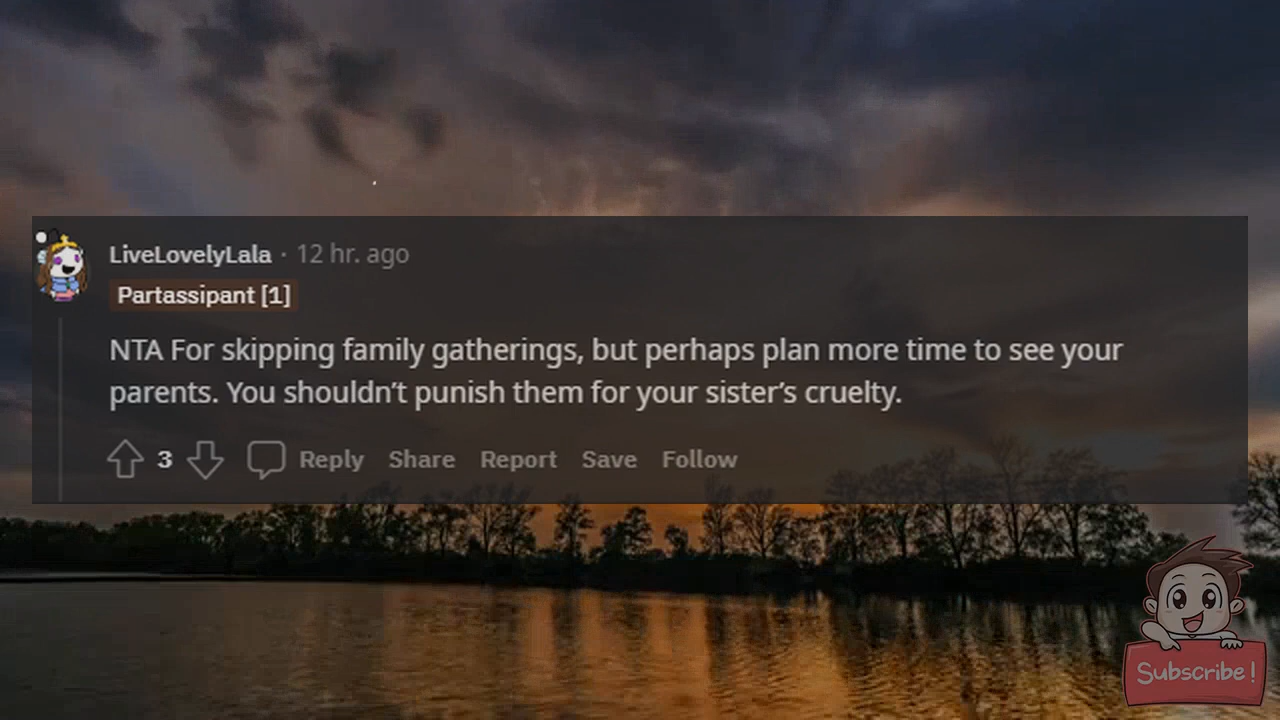 LiveLovelyLala · 12 hr. ago
Partassipant [1]
NTA For skipping family gatherings, but perhaps plan more time to see your
parents. You shouldn’t punish them for your sister’s cruelty.
3 Reply Share Report Save Follow
Subscribe!